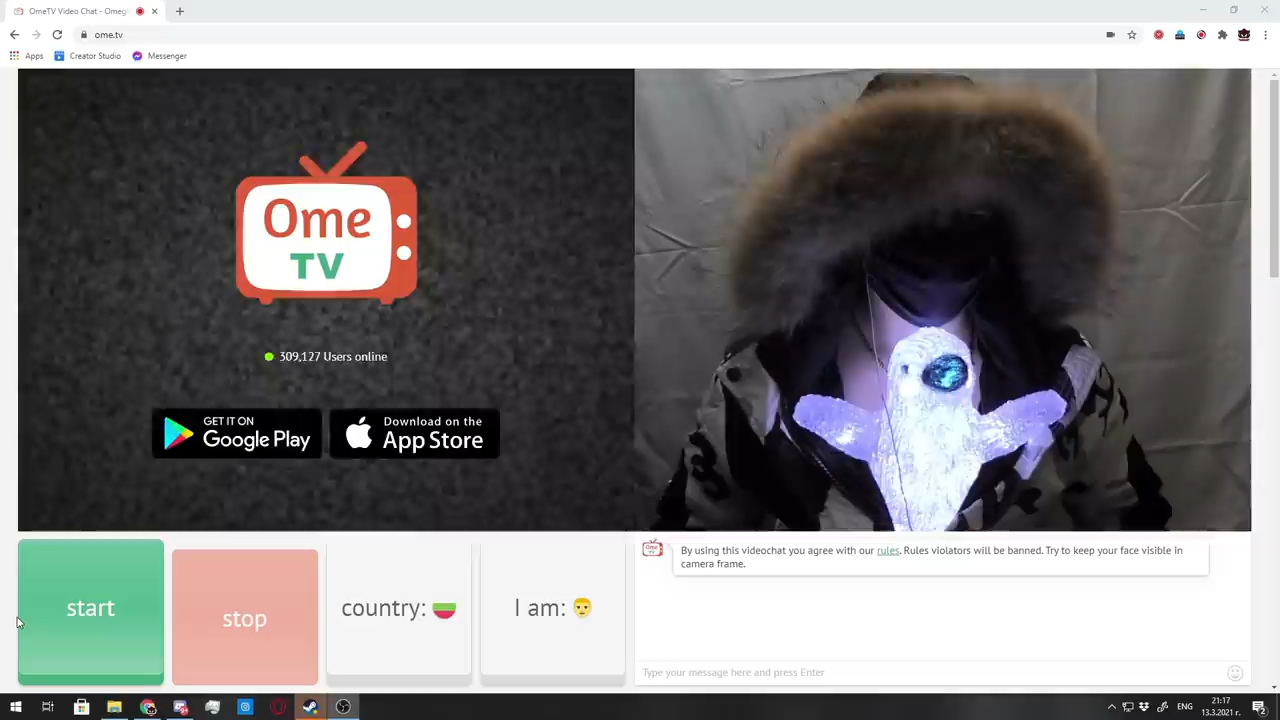 OmeTV Video Chat - Omeg
ome.tv
Apps
Creator Studio
Messenger
Ome
TV
309,127 Users online
GET IT ON
Google Play
Download on the
App Store
start
stop
country:
I am:
Ome
TV
By using this videochat you agree with our rules. Rules violators will be banned. Try to keep your face visible in
camera frame.
Type your message here and press Enter
ENG
21:17
13.3.2021 г.
2